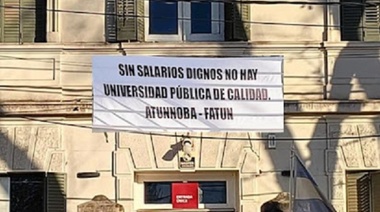 SIN SALARIOS DIGNOS NO HAY
UNIVERSIDAD PÚBLICA DE CALIDAD.
ATUNNOBA - FATUN